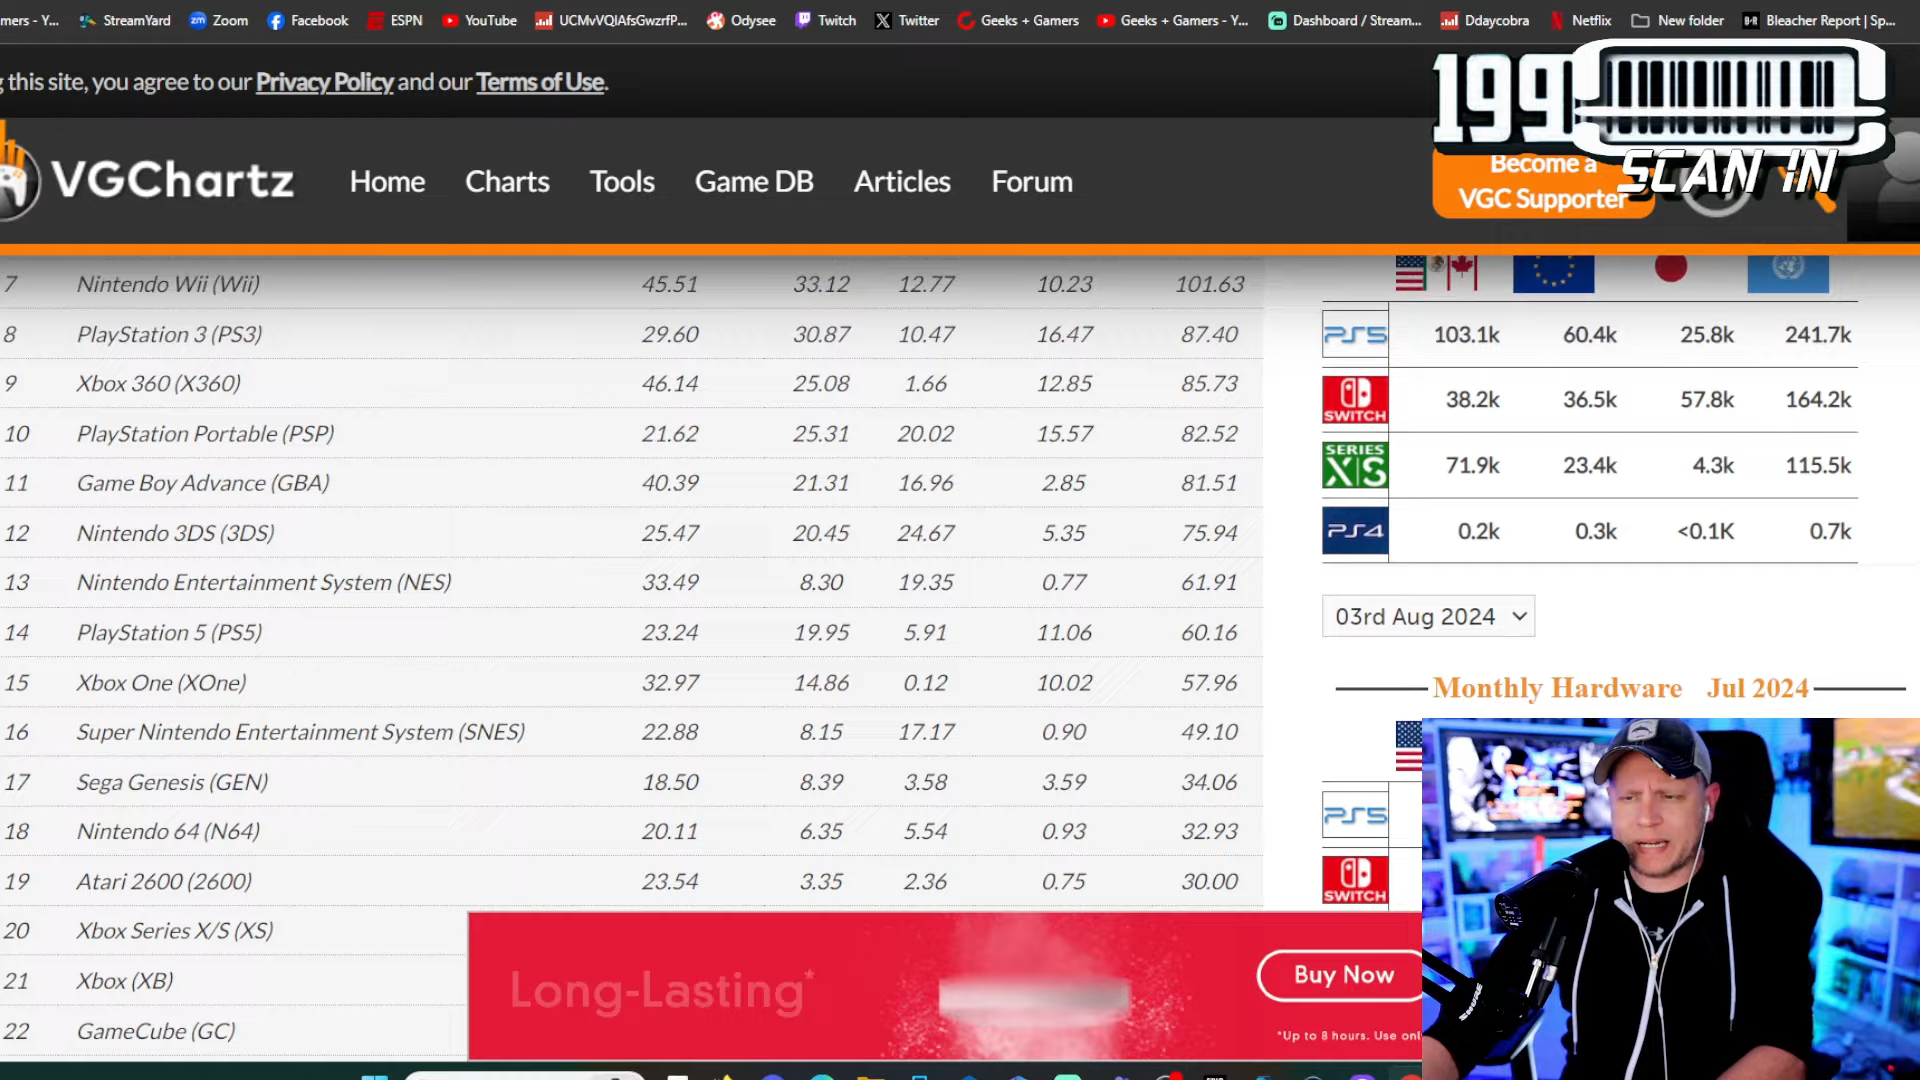 mers - Y...
StreamYard
Zoom
Facebook
ESPN
YouTube
UCMvVQIAfsGwzrfP...
Odysee
Twitch
Twitter
Geeks + Gamers
Geeks + Gamers - Y...
Dashboard / Stream...
Ddaycobra
Netflix
New folder
Bleacher Report | Sp...
g this site, you agree to our Privacy Policy and our Terms of Use.
199
SCAN IN
VGChartz
Home
Charts
Tools
Game DB
Articles
Forum
Become a
VGC Supporter
7 Nintendo Wii (Wii) 45.51 33.12 12.77 10.23 101.63
8 PlayStation 3 (PS3) 29.60 30.87 10.47 16.47 87.40
9 Xbox 360 (X360) 46.14 25.08 1.66 12.85 85.73
10 PlayStation Portable (PSP) 21.62 25.31 20.02 15.57 82.52
11 Game Boy Advance (GBA) 40.39 21.31 16.96 2.85 81.51
12 Nintendo 3DS (3DS) 25.47 20.45 24.67 5.35 75.94
13 Nintendo Entertainment System (NES) 33.49 8.30 19.35 0.77 61.91
14 PlayStation 5 (PS5) 23.24 19.95 5.91 11.06 60.16
15 Xbox One (XOne) 32.97 14.86 0.12 10.02 57.96
16 Super Nintendo Entertainment System (SNES) 22.88 8.15 17.17 0.90 49.10
17 Sega Genesis (GEN) 18.50 8.39 3.58 3.59 34.06
18 Nintendo 64 (N64) 20.11 6.35 5.54 0.93 32.93
19 Atari 2600 (2600) 23.54 3.35 2.36 0.75 30.00
20 Xbox Series X/S (XS)
21 Xbox (XB)
22 GameCube (GC)
PS5 103.1k 60.4k 25.8k 241.7k
SWITCH 38.2k 36.5k 57.8k 164.2k
SERIES X|S 71.9k 23.4k 4.3k 115.5k
PS4 0.2k 0.3k <0.1K 0.7k
03rd Aug 2024
Monthly Hardware Jul 2024
PS5
SWITCH
Long-Lasting*
Buy Now
*Up to 8 hours. Use onl
SHURE